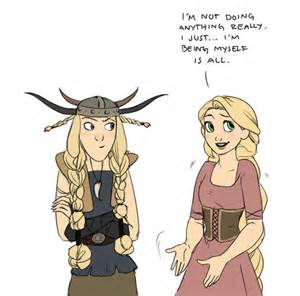 I'M NOT DOING
ANYTHING REALLY,
I JUST... I'M
BEING MYSELF
IS ALL.